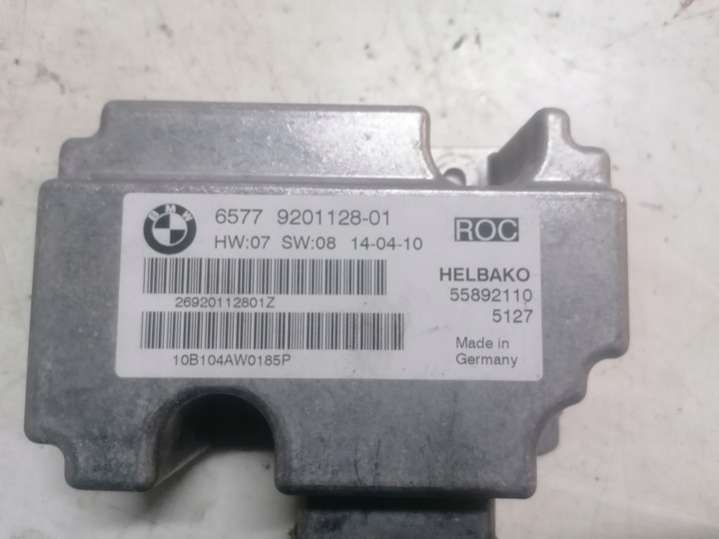 BMW
6577 9201128-01
HW:07 SW:08 14-04-10
ROC
26920112801Z
10B104AW0185P
HELBAKO
55892110
5127
Made in
Germany